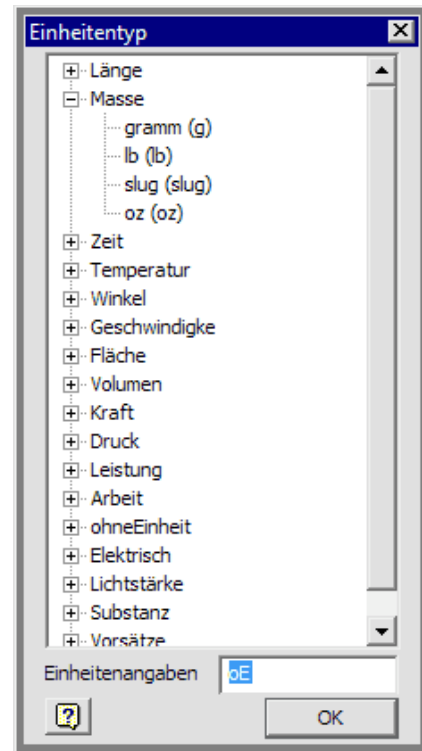 Einheitentyp
Länge
Masse
gramm (g)
lb (lb)
slug (slug)
oz (oz)
Zeit
Temperatur
Winkel
Geschwindigke
Fläche
Volumen
Kraft
Druck
Leistung
Arbeit
ohneEinheit
Elektrisch
Lichtstärke
Substanz
Vorsätze
Einheitenangaben oE
OK